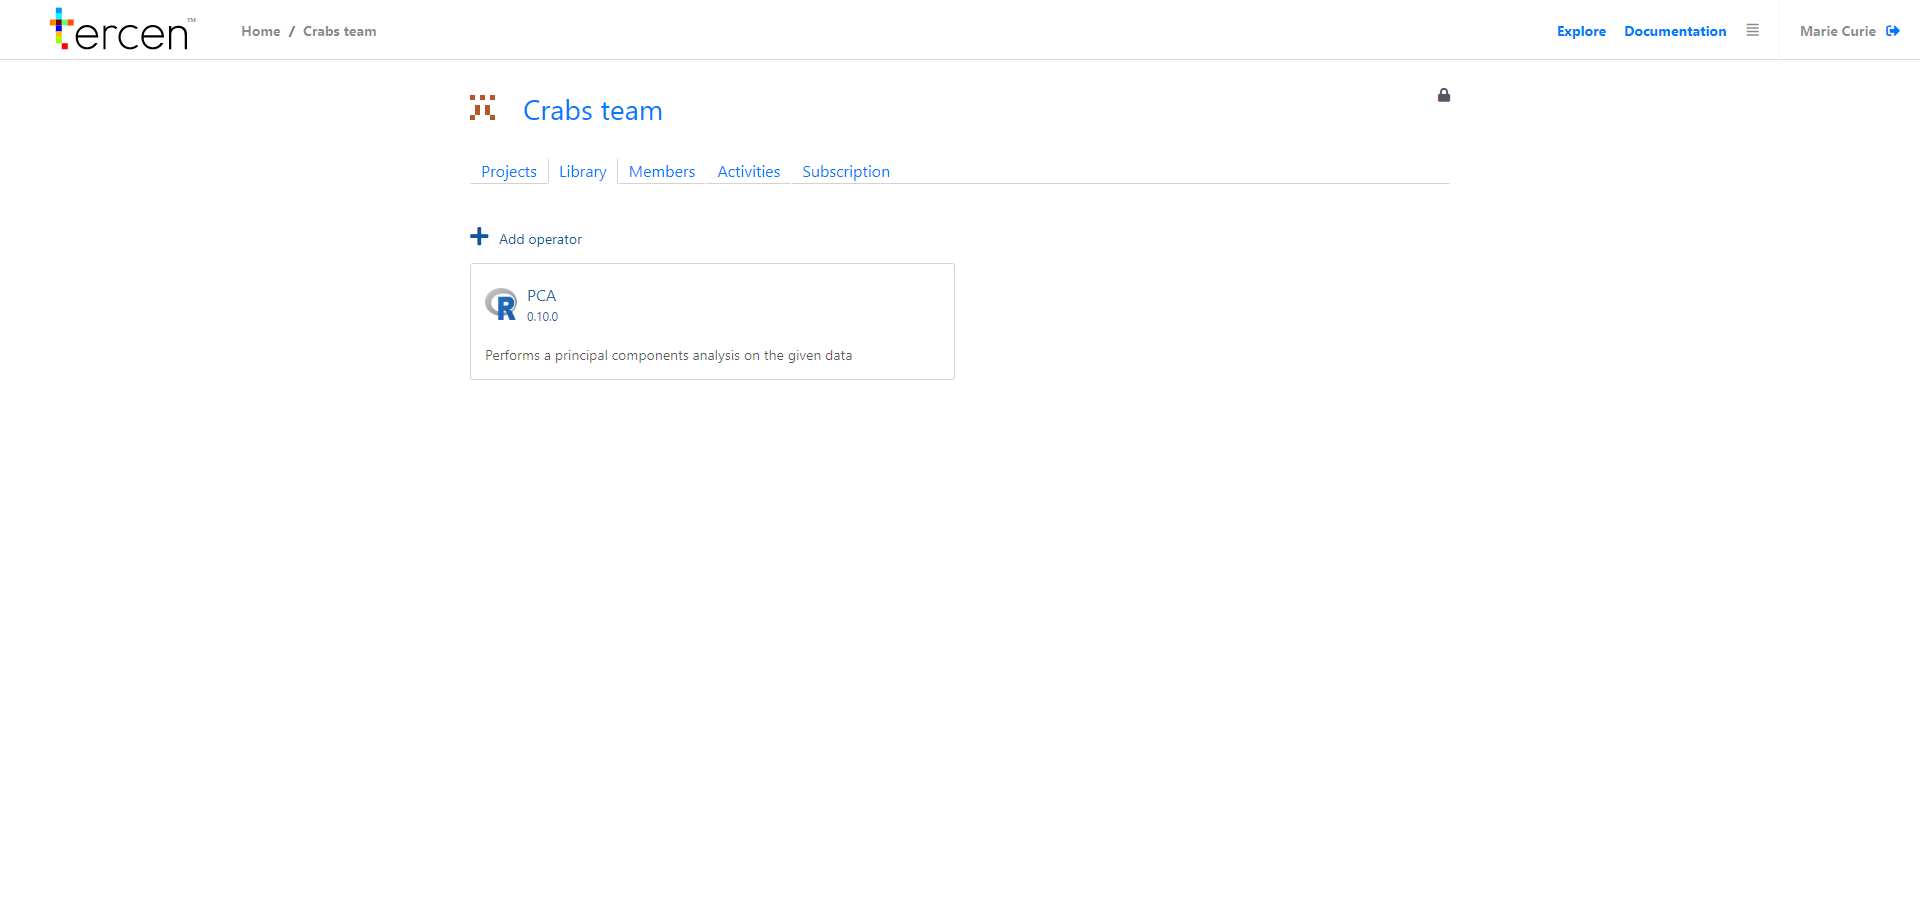 tercen™
Home / Crabs team
Explore Documentation Marie Curie
Crabs team
Projects Library Members Activities Subscription
Add operator
R PCA
0.10.0
Performs a principal components analysis on the given data